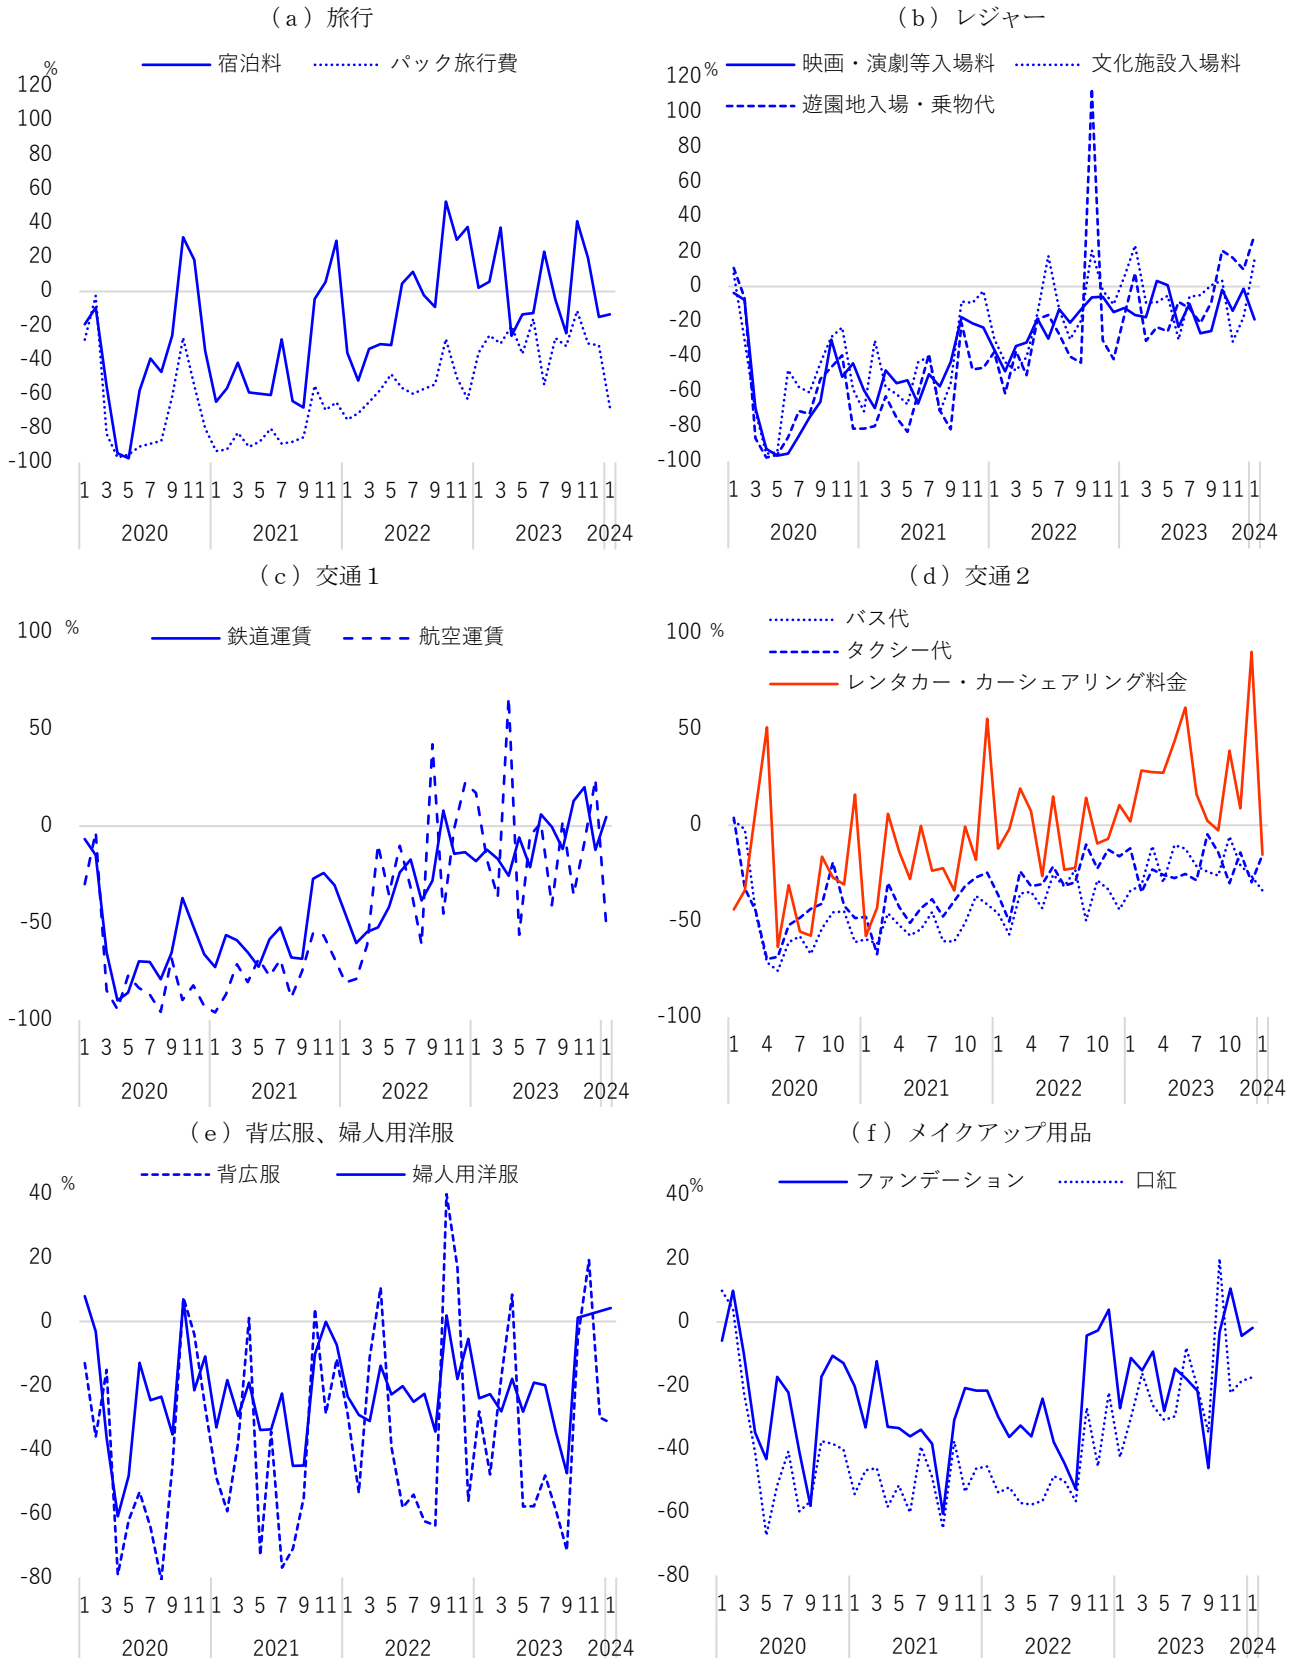 （a）旅行
宿泊料 パック旅行費
%
120
100
80
60
40
20
0
-20
-40
-60
-80
-100
1 3 5 7 9 11 1 3 5 7 9 11 1 3 5 7 9 11 1 3 5 7 9 11 1
2020 2021 2022 2023 2024
（b）レジャー
映画・演劇等入場料 文化施設入場料
遊園地入場・乗物代
%
120
100
80
60
40
20
0
-20
-40
-60
-80
-100
1 3 5 7 9 11 1 3 5 7 9 11 1 3 5 7 9 11 1 3 5 7 9 11 1
2020 2021 2022 2023 2024
（c）交通１
鉄道運賃 航空運賃
%
100
50
0
-50
-100
1 3 5 7 9 11 1 3 5 7 9 11 1 3 5 7 9 11 1 3 5 7 9 11 1
2020 2021 2022 2023 2024
（d）交通２
バス代
タクシー代
レンタカー・カーシェアリング料金
%
100
50
0
-50
-100
1 4 7 10 1 4 7 10 1 4 7 10 1 4 7 10 1
2020 2021 2022 2023 2024
（e）背広服、婦人用洋服
背広服 婦人用洋服
%
40
20
0
-20
-40
-60
-80
1 3 5 7 9 11 1 3 5 7 9 11 1 3 5 7 9 11 1 3 5 7 9 11 1
2020 2021 2022 2023 2024
（f）メイクアップ用品
ファンデーション 口紅
%
40
20
0
-20
-40
-60
-80
1 3 5 7 9 11 1 3 5 7 9 11 1 3 5 7 9 11 1 3 5 7 9 11 1
2020 2021 2022 2023 2024